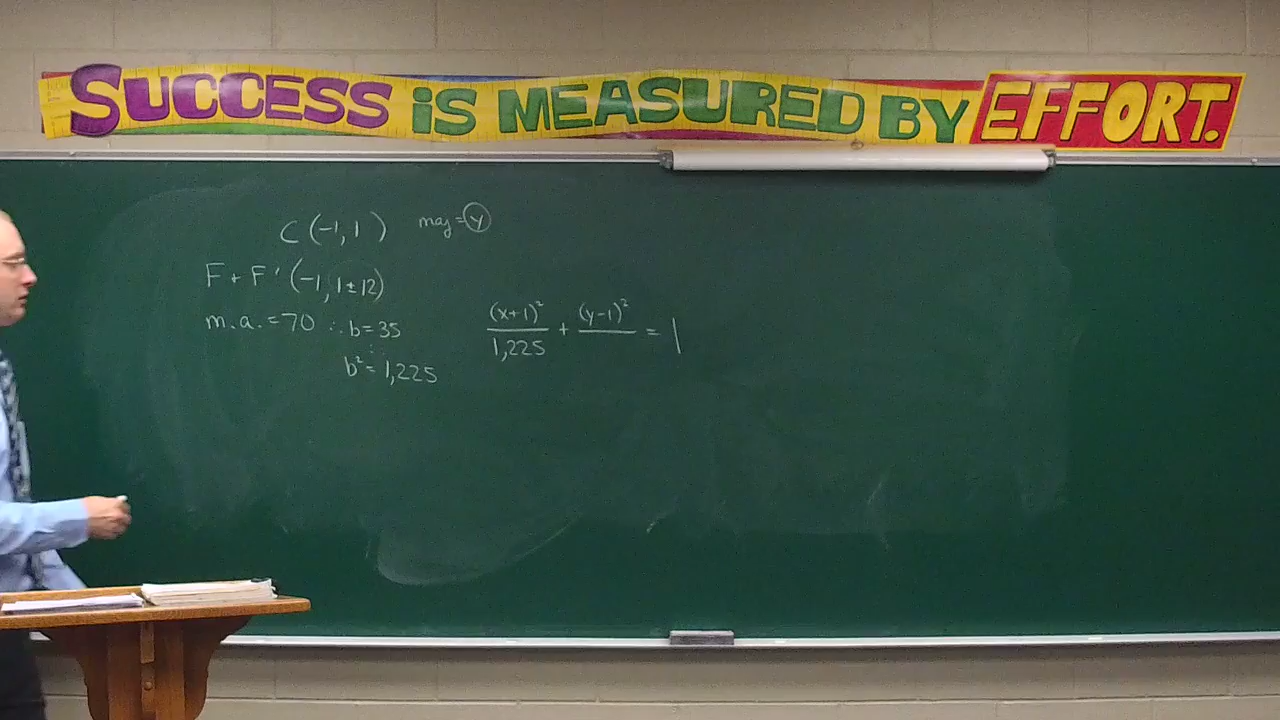 SUCCESS iS MEASURED BY EFFORT.
C (-1, 1) maj = y
F + F' (-1, 1 ± 12)
m.a. = 70 ∴ b = 35
∴ b² = 1,225
(x+1)² / 1,225 + (y-1)² / = 1